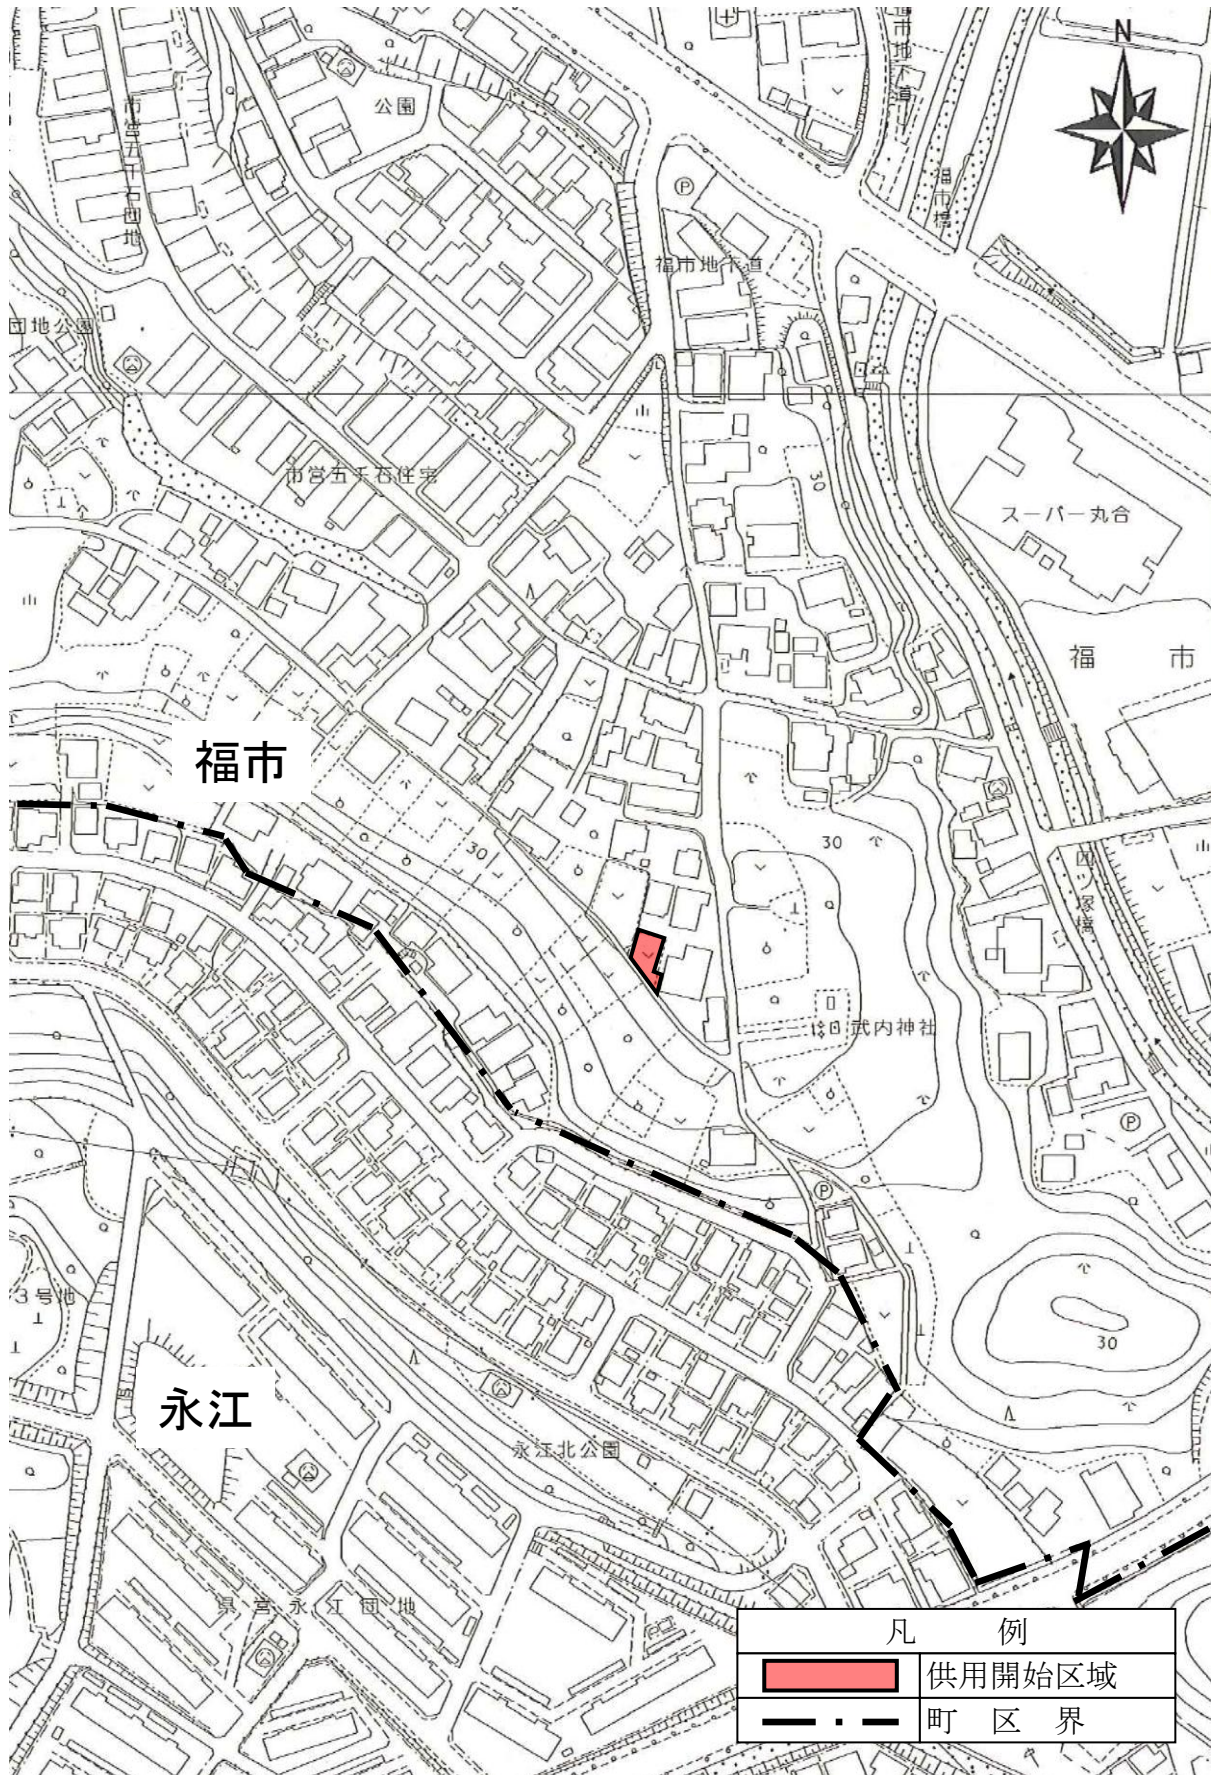 N
福市地下道
公園
市営五千石団地
P
福市橋
福市地下道
団地公園
市営五千石住宅
30
スーパー丸合
福市
福市
30
30
四ツ塚橋
武内神社
P
P
3号地
30
永江
永江北公園
県営永江団地
凡例
供用開始区域
町区界